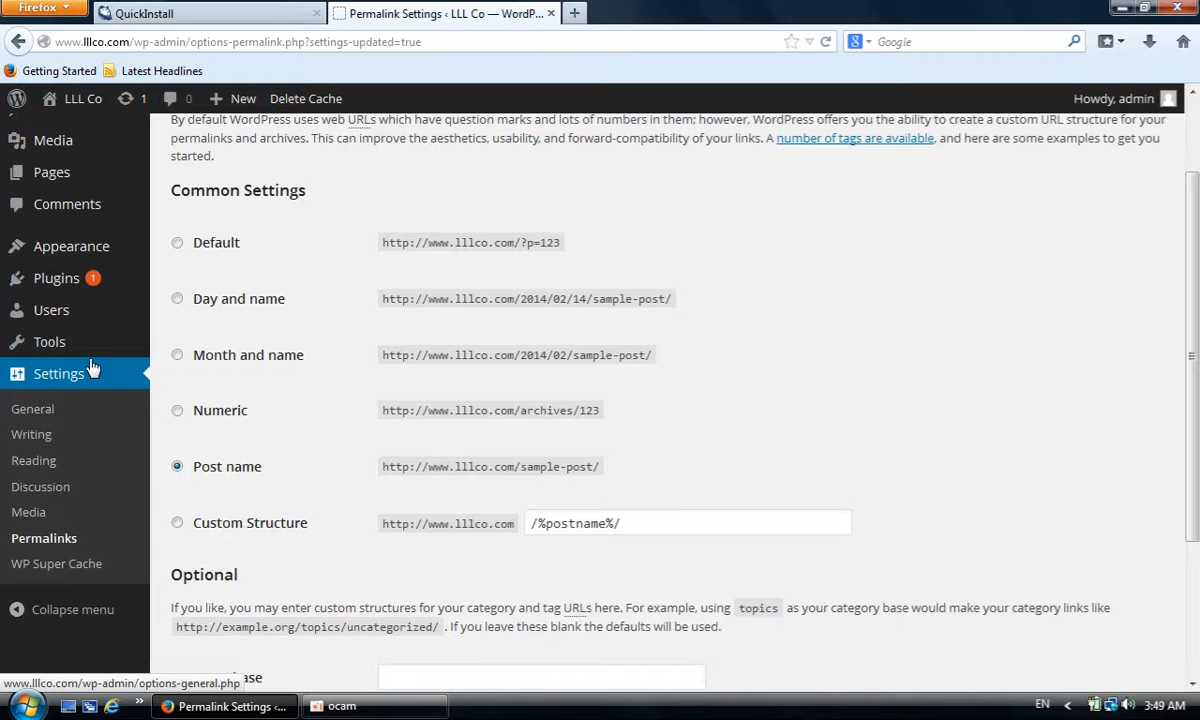 Firefox
QuickInstall
Permalink Settings ‹ LLL Co — WordP...
www.lllco.com/wp-admin/options-permalink.php?settings-updated=true
Google
Getting Started
Latest Headlines
LLL Co
1
0
New
Delete Cache
Howdy, admin
Media
Pages
Comments
Appearance
Plugins 1
Users
Tools
Settings
General
Writing
Reading
Discussion
Media
Permalinks
WP Super Cache
Collapse menu
By default WordPress uses web URLs which have question marks and lots of numbers in them; however, WordPress offers you the ability to create a custom URL structure for your
permalinks and archives. This can improve the aesthetics, usability, and forward-compatibility of your links. A number of tags are available, and here are some examples to get you
started.
Common Settings
Default http://www.lllco.com/?p=123
Day and name http://www.lllco.com/2014/02/14/sample-post/
Month and name http://www.lllco.com/2014/02/sample-post/
Numeric http://www.lllco.com/archives/123
Post name http://www.lllco.com/sample-post/
Custom Structure http://www.lllco.com /%postname%/
Optional
If you like, you may enter custom structures for your category and tag URLs here. For example, using topics as your category base would make your category links like
http://example.org/topics/uncategorized/ . If you leave these blank the defaults will be used.
www.lllco.com/wp-admin/options-general.php
Permalink Settings ‹...
ocam
EN
3:49 AM